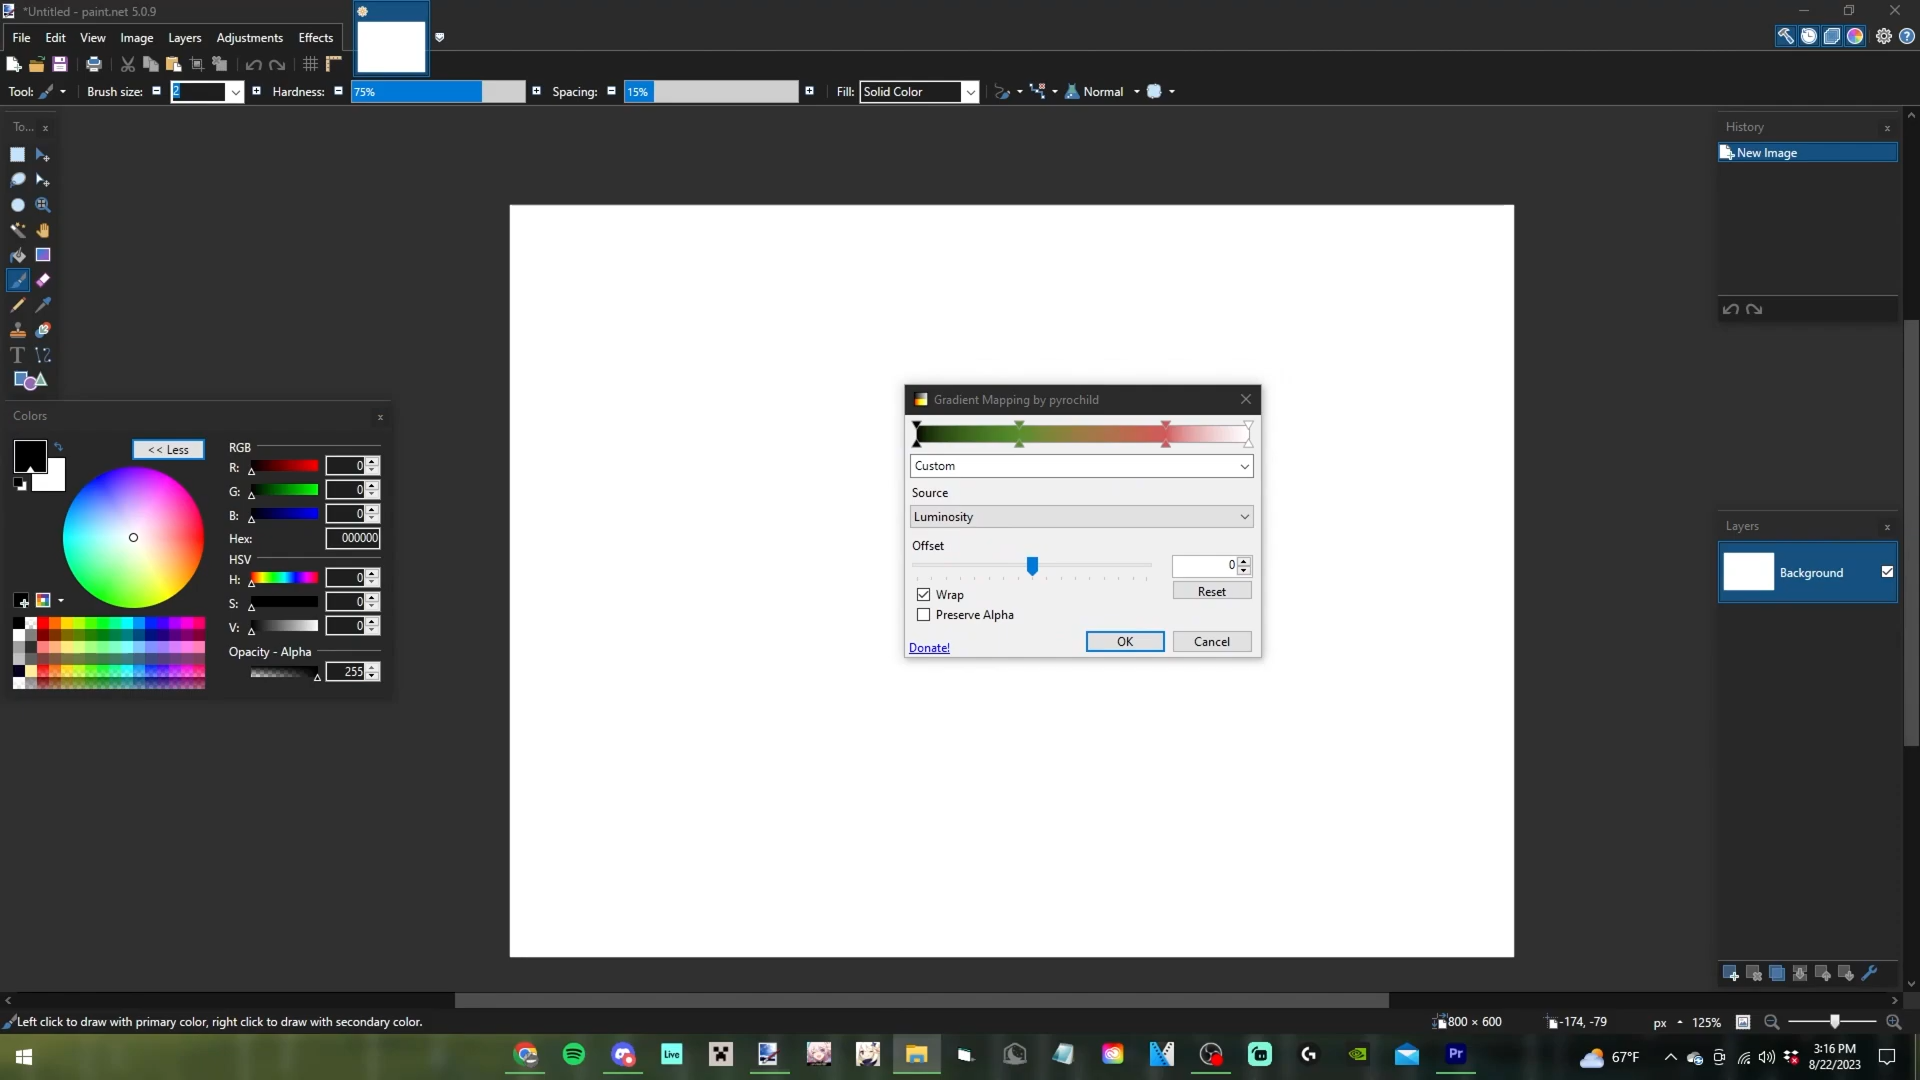 *Untitled - paint.net 5.0.9
File Edit View Image Layers Adjustments Effects
Tool: Brush size: 2 Hardness: 75% Spacing: 15% Fill: Solid Color Normal
To... x
History x
New Image
Colors x
<< Less
RGB
R: 0
G: 0
B: 0
Hex: 000000
HSV
H: 0
S: 0
V: 0
Opacity - Alpha
255
Gradient Mapping by pyrochild
Custom
Source
Luminosity
Offset
0
Wrap
Reset
Preserve Alpha
Donate!
OK
Cancel
Layers x
Background
Left click to draw with primary color, right click to draw with secondary color.
800 × 600
-174, -79
px
125%
Live
Pr
67°F
3:16 PM
8/22/2023